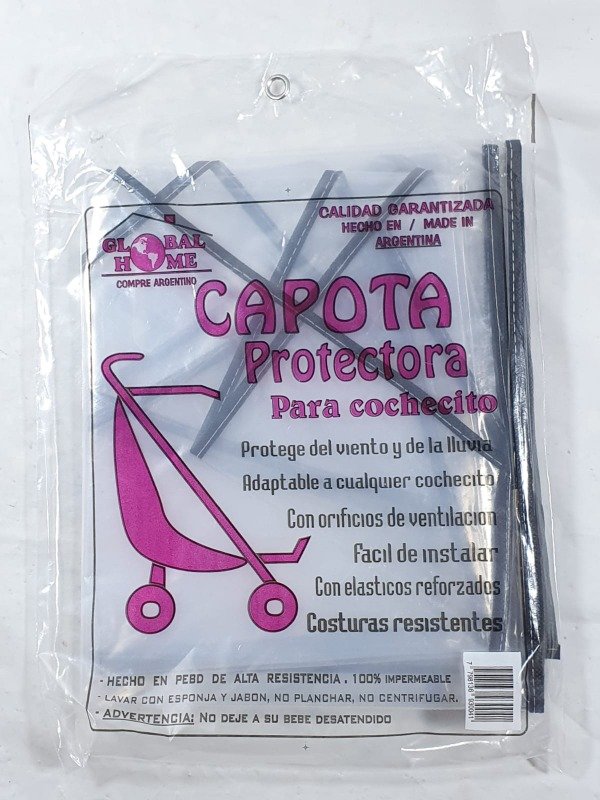 CALIDAD GARANTIZADA
HECHO EN / MADE IN
ARGENTINA
GLOBAL
HOME
COMPRE ARGENTINO
CAPOTA
Protectora
Para cochecito
Protege del viento y de la lluvia
Adaptable a cualquier cochecito
Con orificios de ventilacion
facil de instalar
Con elasticos reforzados
Costuras resistentes
- HECHO EN PEBD DE ALTA RESISTENCIA . 100% IMPERMEABLE
- LAVAR CON ESPONJA Y JABON, NO PLANCHAR, NO CENTRIFUGAR.
- ADVERTENCIA: NO DEJE A SU BEBE DESATENDIDO